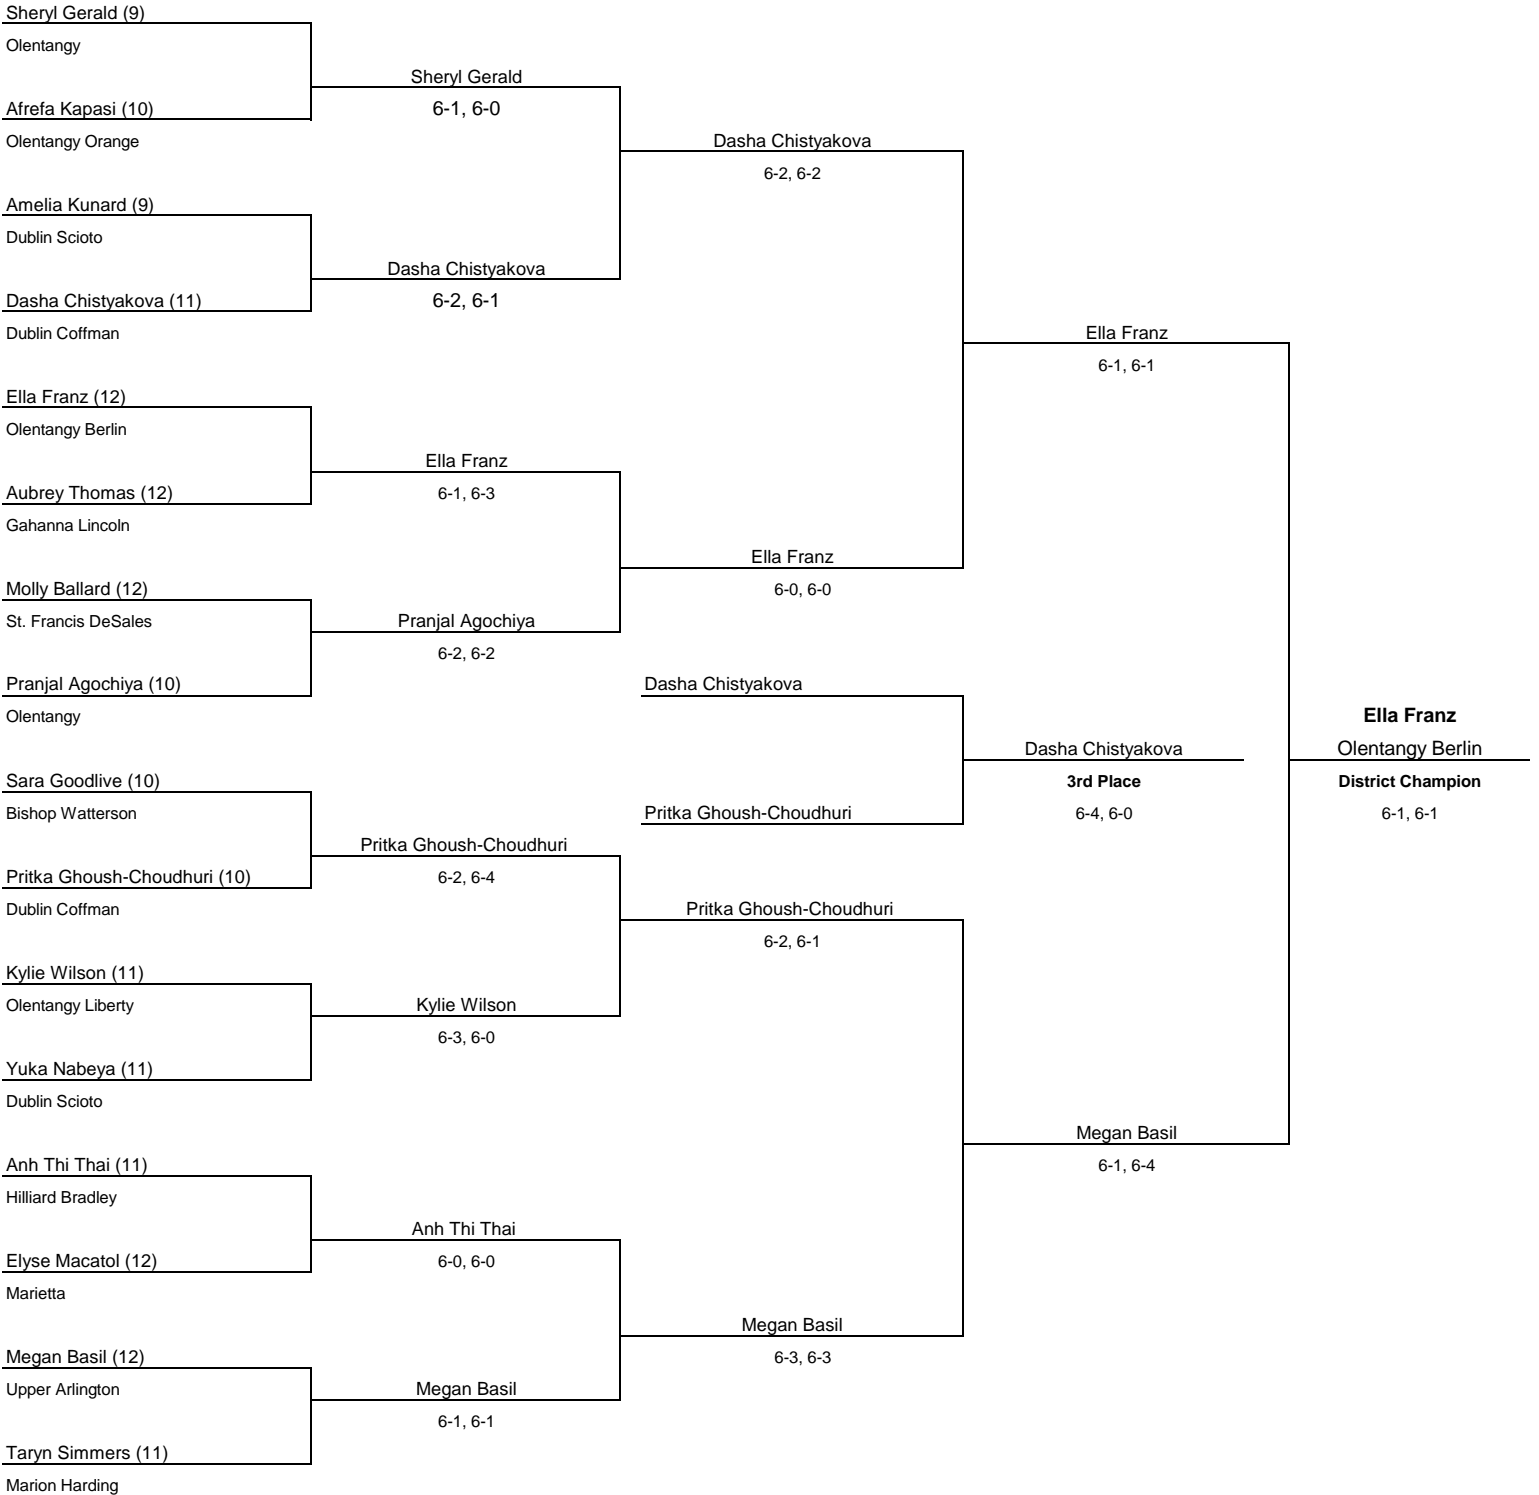 Sheryl Gerald (9)
Olentangy
Afrefa Kapasi (10)
Olentangy Orange
Amelia Kunard (9)
Dublin Scioto
Dasha Chistyakova (11)
Dublin Coffman
Ella Franz (12)
Olentangy Berlin
Aubrey Thomas (12)
Gahanna Lincoln
Molly Ballard (12)
St. Francis DeSales
Pranjal Agochiya (10)
Olentangy
Sara Goodlive (10)
Bishop Watterson
Pritka Ghoush-Choudhuri (10)
Dublin Coffman
Kylie Wilson (11)
Olentangy Liberty
Yuka Nabeya (11)
Dublin Scioto
Anh Thi Thai (11)
Hilliard Bradley
Elyse Macatol (12)
Marietta
Megan Basil (12)
Upper Arlington
Taryn Simmers (11)
Marion Harding
Sheryl Gerald
6-1, 6-0
Dasha Chistyakova
6-2, 6-1
Ella Franz
6-1, 6-3
Pranjal Agochiya
6-2, 6-2
Pritka Ghoush-Choudhuri
6-2, 6-4
Kylie Wilson
6-3, 6-0
Anh Thi Thai
6-0, 6-0
Megan Basil
6-1, 6-1
Dasha Chistyakova
6-2, 6-2
Ella Franz
6-0, 6-0
Dasha Chistyakova
Pritka Ghoush-Choudhuri
Pritka Ghoush-Choudhuri
6-2, 6-1
Megan Basil
6-3, 6-3
Ella Franz
6-1, 6-1
Dasha Chistyakova
3rd Place
6-4, 6-0
Megan Basil
6-1, 6-4
Ella Franz
Olentangy Berlin
District Champion
6-1, 6-1